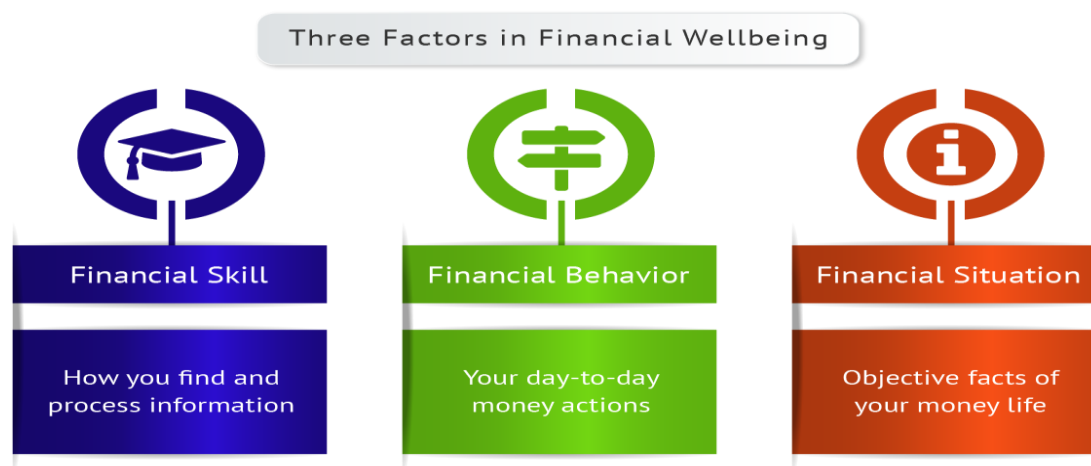 Three Factors in Financial Wellbeing
Financial Skill
How you find and
process information
Financial Behavior
Your day-to-day
money actions
Financial Situation
Objective facts of
your money life